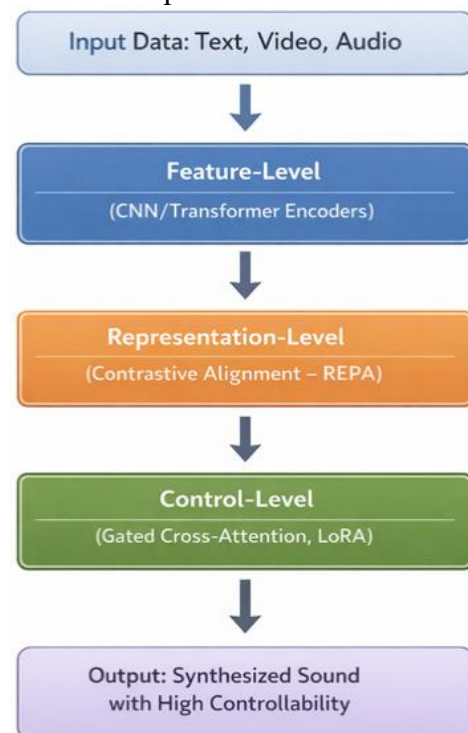 Input Data: Text, Video, Audio
Feature-Level
(CNN/Transformer Encoders)
Representation-Level
(Contrastive Alignment – REPA)
Control-Level
(Gated Cross-Attention, LoRA)
Output: Synthesized Sound
with High Controllability